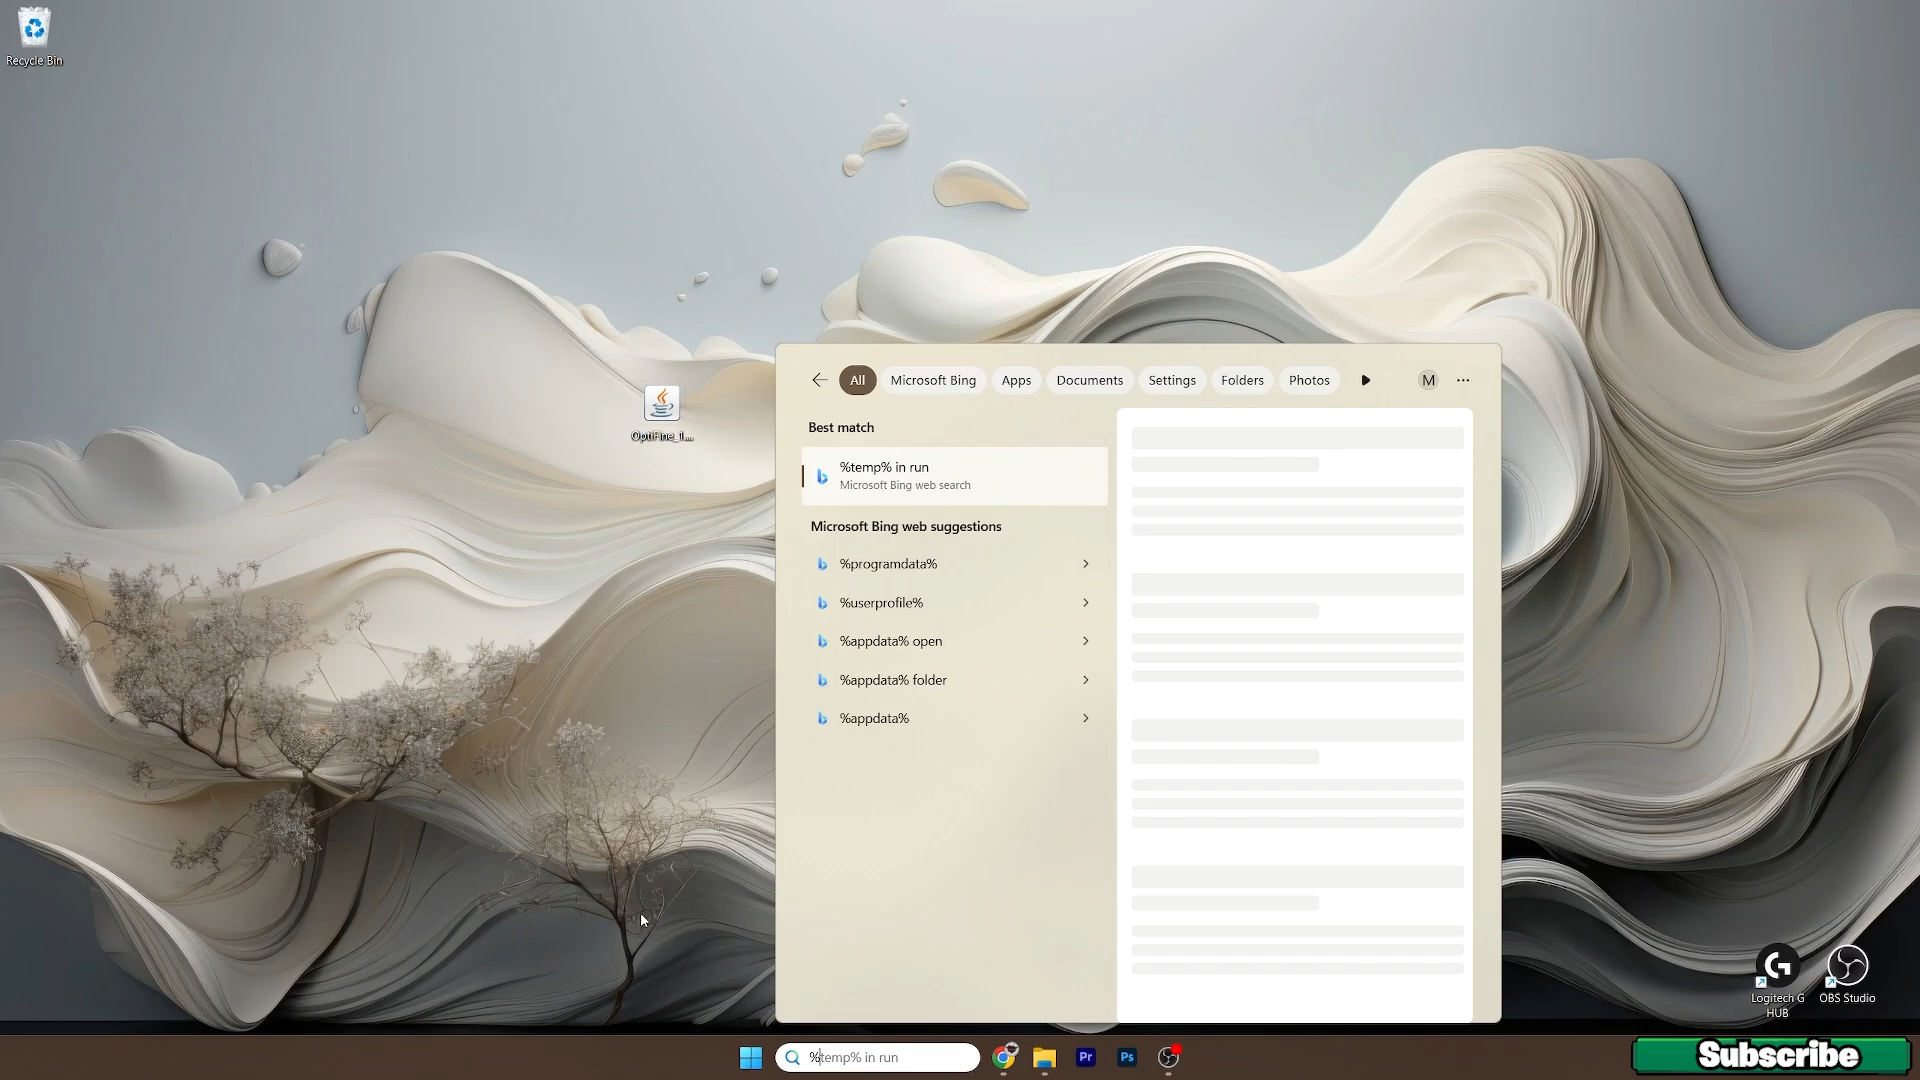 Recycle Bin
OptiFine_1....
All
Microsoft Bing
Apps
Documents
Settings
Folders
Photos
M
Best match
%temp% in run
Microsoft Bing web search
Microsoft Bing web suggestions
%programdata%
%userprofile%
%appdata% open
%appdata% folder
%appdata%
Logitech G
HUB
OBS Studio
%temp% in run
Pr
Ps
Subscribe